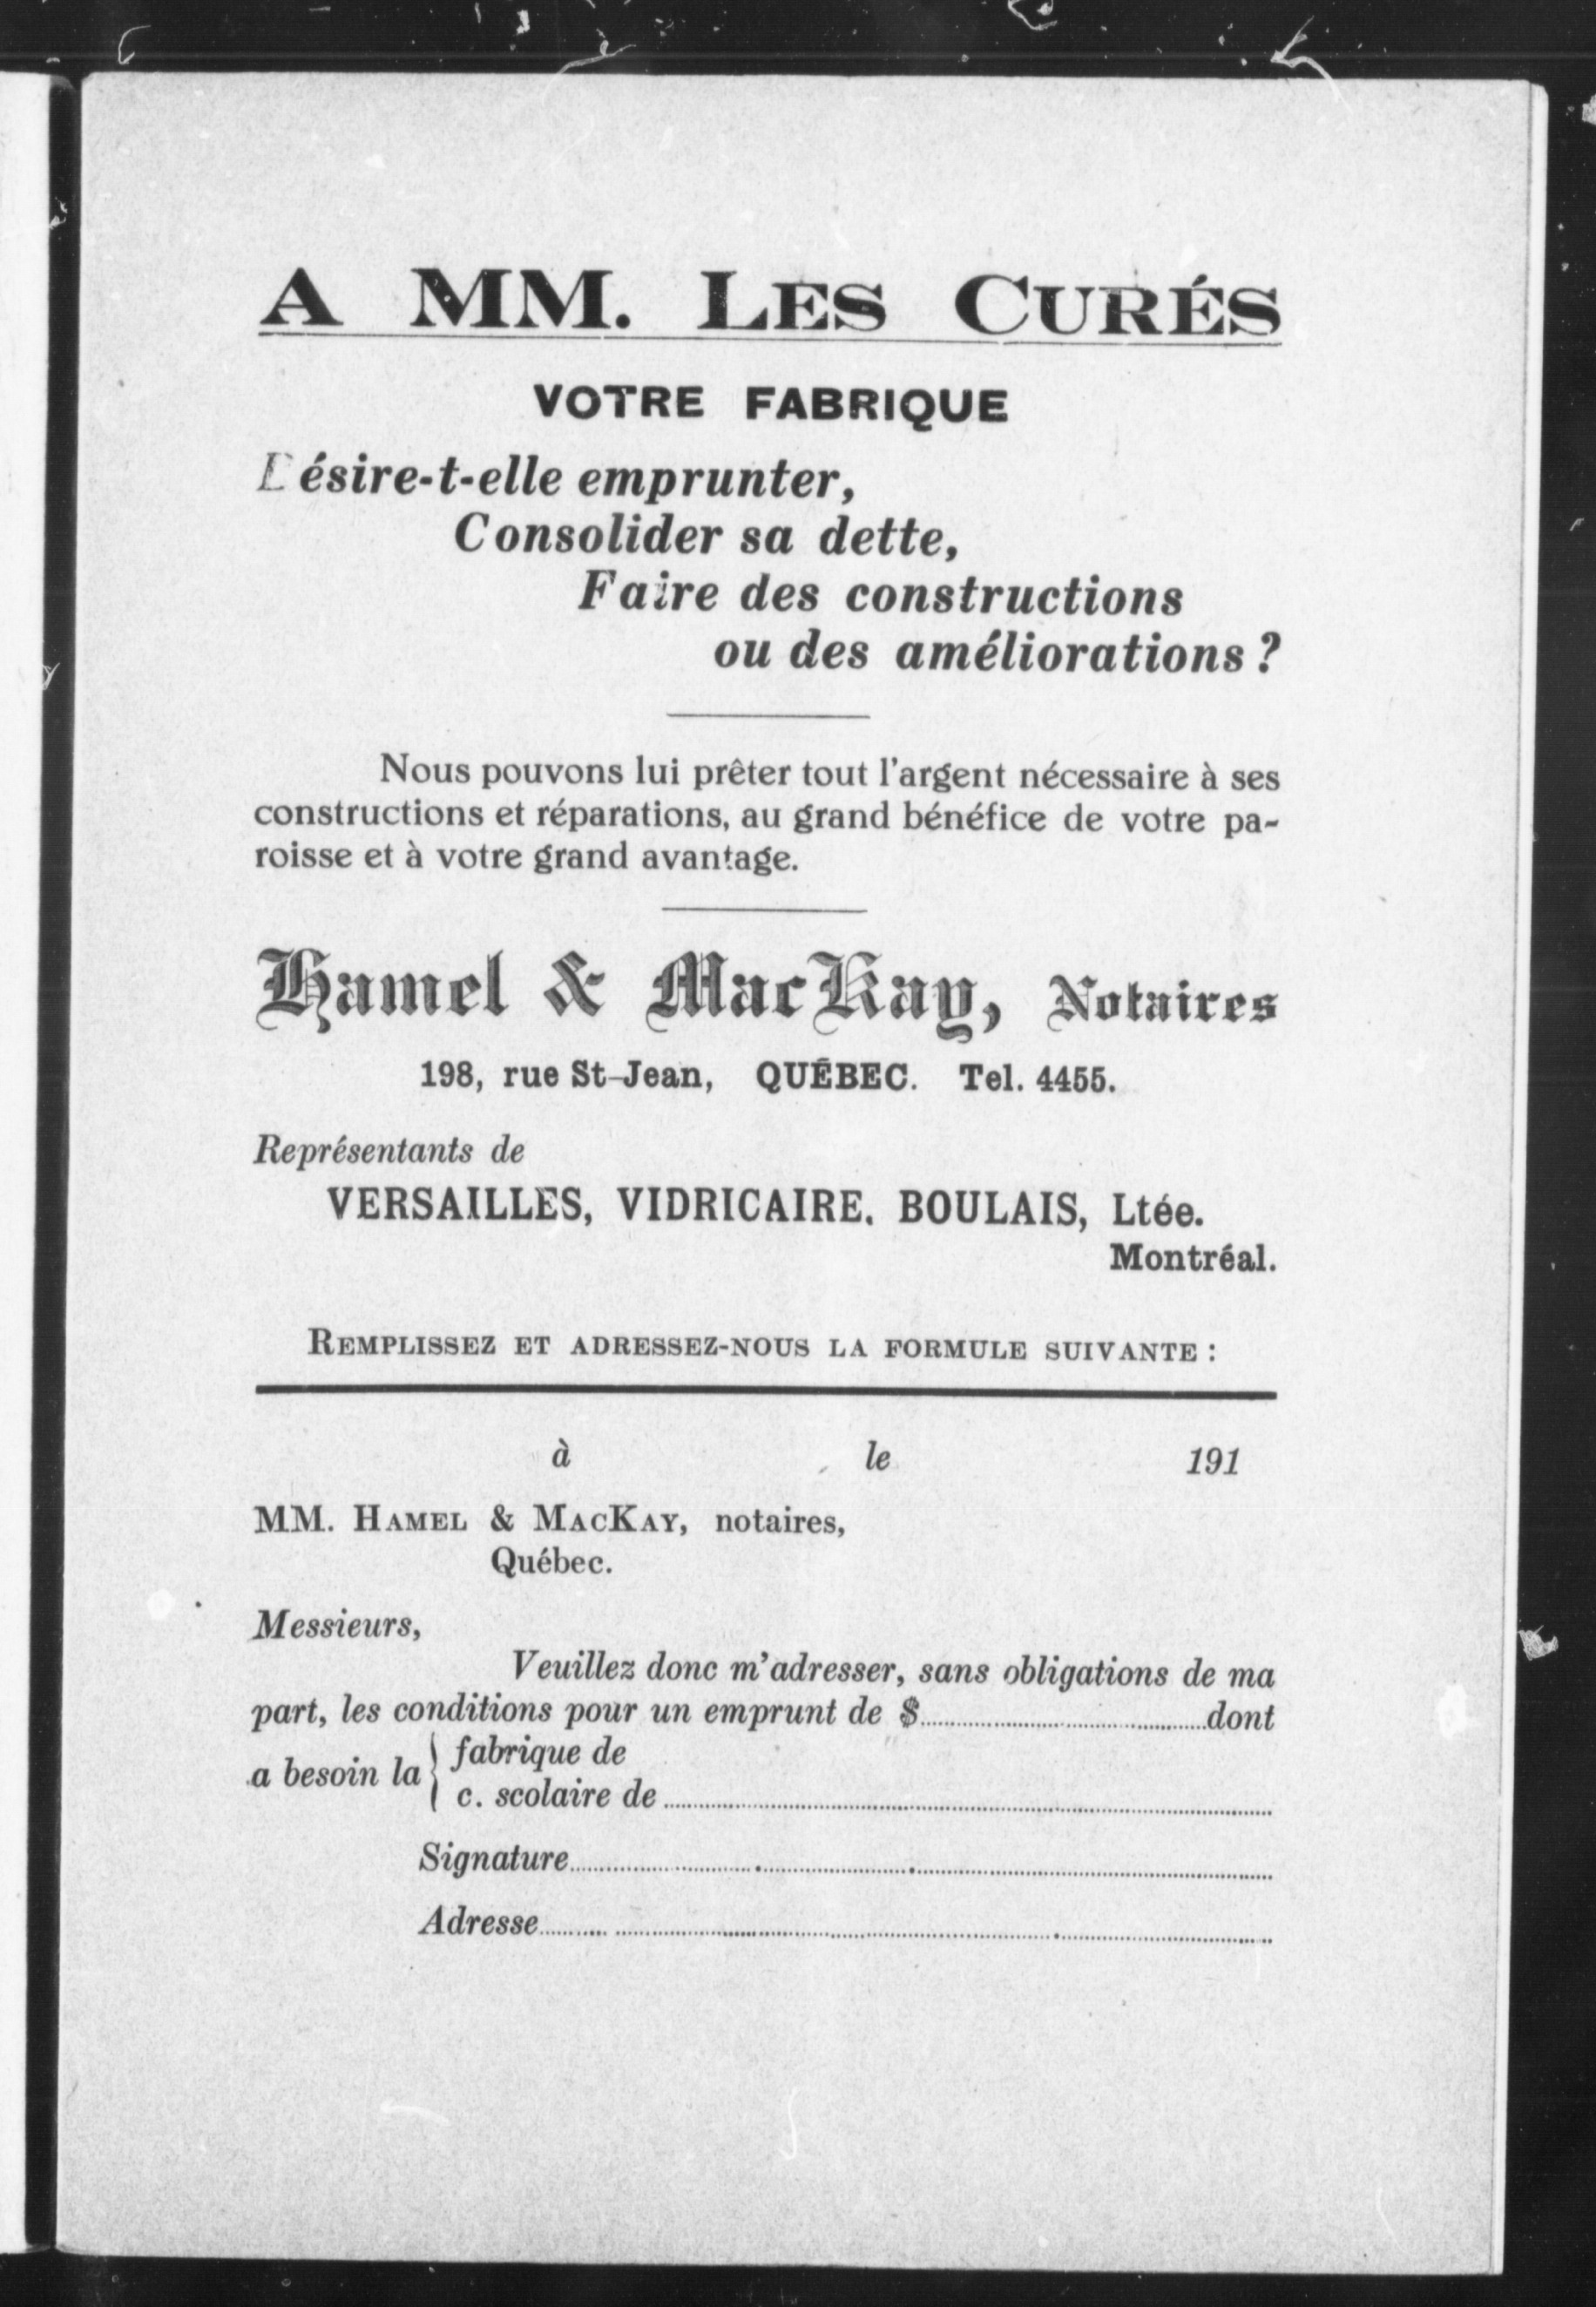 A MM. LES CURÉS
VOTRE FABRIQUE
Désire-t-elle emprunter,
Consolider sa dette,
Faire des constructions
ou des améliorations ?
Nous pouvons lui prêter tout l'argent nécessaire à ses
constructions et réparations, au grand bénéfice de votre pa-
roisse et à votre grand avantage.
Hamel & MacKay, Notaires
198, rue St-Jean, QUÉBEC. Tel. 4455.
Représentants de
VERSAILLES, VIDRICAIRE. BOULAIS, Ltée.
Montréal.
REMPLISSEZ ET ADRESSEZ-NOUS LA FORMULE SUIVANTE :
à le 191
MM. HAMEL & MACKAY, notaires,
Québec.
Messieurs,
Veuillez donc m'adresser, sans obligations de ma
part, les conditions pour un emprunt de $ dont
a besoin la { fabrique de
c. scolaire de
Signature
Adresse